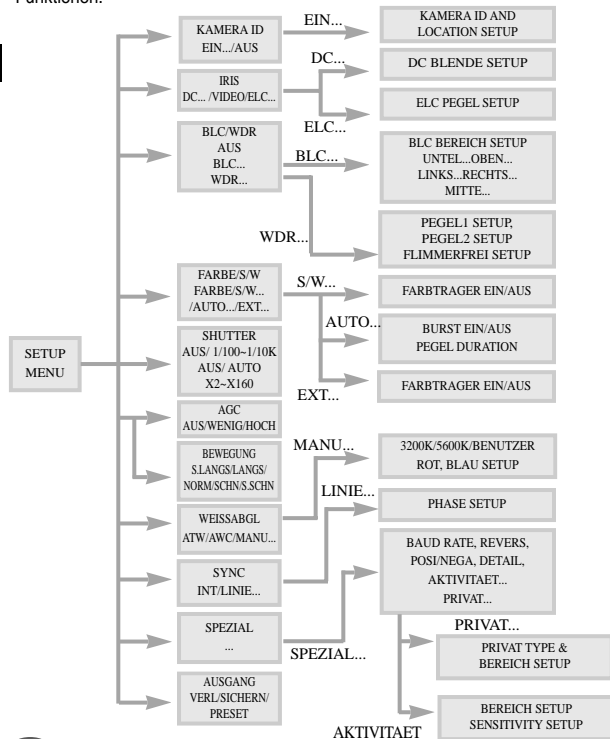 Funktionen.
KAMERA ID
EIN.../AUS
EIN...
KAMERA ID AND
LOCATION SETUP
IRIS
DC... /VIDEO/ELC...
DC...
DC BLENDE SETUP
ELC...
ELC PEGEL SETUP
BLC/WDR
AUS
BLC...
WDR...
BLC...
BLC BEREICH SETUP
UNTEL...OBEN...
LINKS...RECHTS...
MITTE...
WDR...
PEGEL1 SETUP,
PEGEL2 SETUP
FLIMMERFREI SETUP
FARBE/S/W
FARBE/S/W...
/AUTO.../EXT...
S/W...
FARBTRAGER EIN/AUS
AUTO...
BURST EIN/AUS
PEGEL DURATION
EXT...
FARBTRAGER EIN/AUS
SETUP
MENU
SHUTTER
AUS/ 1/100~1/10K
AUS/ AUTO
X2~X160
AGC
AUS/WENIG/HOCH
BEWEGUNG
S.LANGS/LANGS/
NORM/SCHN/S.SCHN
MANU...
3200K/5600K/BENUTZER
ROT, BLAU SETUP
WEISSABGL
ATW/AWC/MANU...
LINIE...
PHASE SETUP
SYNC
INT/LINIE...
BAUD RATE, REVERS,
POSI/NEGA, DETAIL,
AKTIVITAET...
PRIVAT...
SPEZIAL
...
SPEZIAL...
PRIVAT...
PRIVAT TYPE &
BEREICH SETUP
AUSGANG
VERL/SICHERN/
PRESET
AKTIVITAET
BEREICH SETUP
SENSITIVITY SETUP